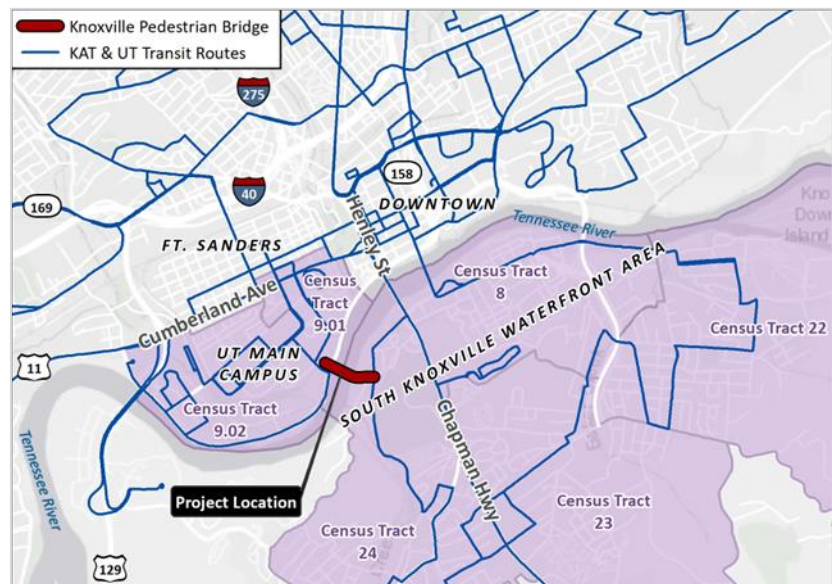 Knoxville Pedestrian Bridge
KAT & UT Transit Routes
275
40
158
169
DOWNTOWN
Tennessee River
FT. SANDERS
Henley St
Cumberland Ave
Census
Tract
9.01
Census Tract
8
SOUTH KNOXVILLE WATERFRONT AREA
Census Tract 22
UT MAIN
CAMPUS
11
Census Tract
9.02
Chapman Hwy
Tennessee River
Project Location
Census Tract
23
Census Tract
24
129
Island